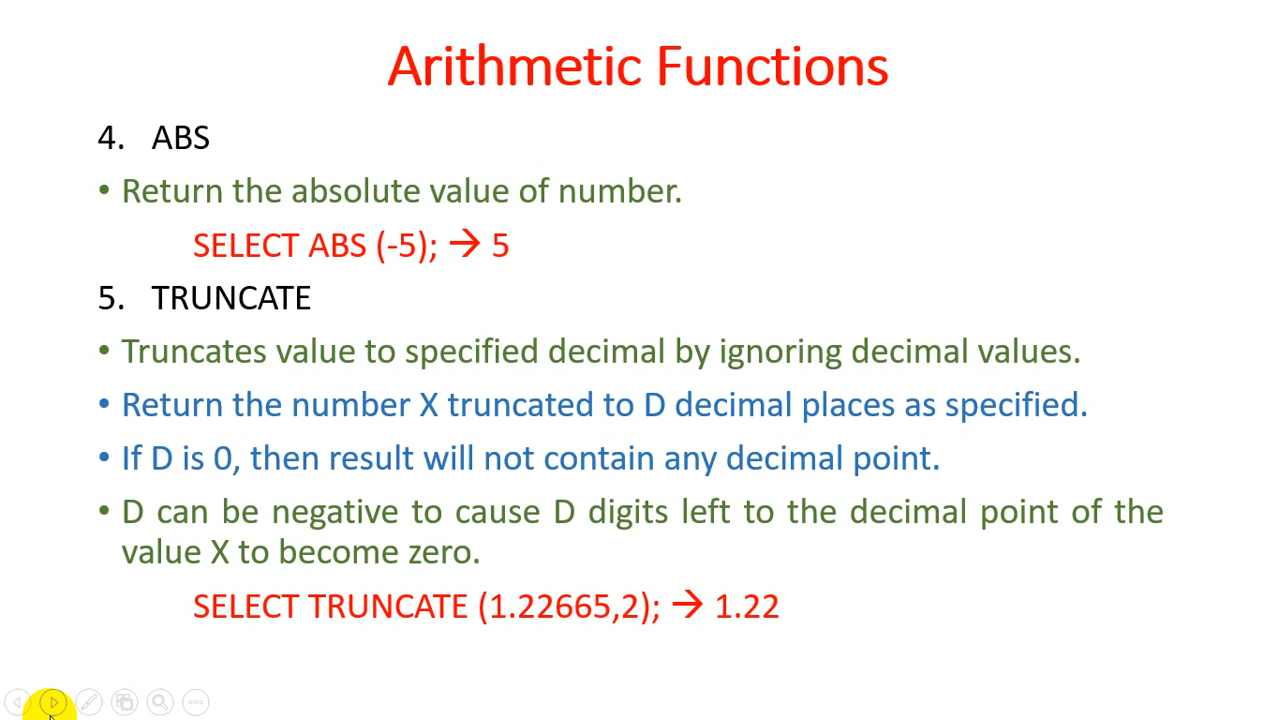 Arithmetic Functions
4. ABS
• Return the absolute value of number.
SELECT ABS (-5); → 5
5. TRUNCATE
• Truncates value to specified decimal by ignoring decimal values.
• Return the number X truncated to D decimal places as specified.
• If D is 0, then result will not contain any decimal point.
• D can be negative to cause D digits left to the decimal point of the
value X to become zero.
SELECT TRUNCATE (1.22665,2); → 1.22